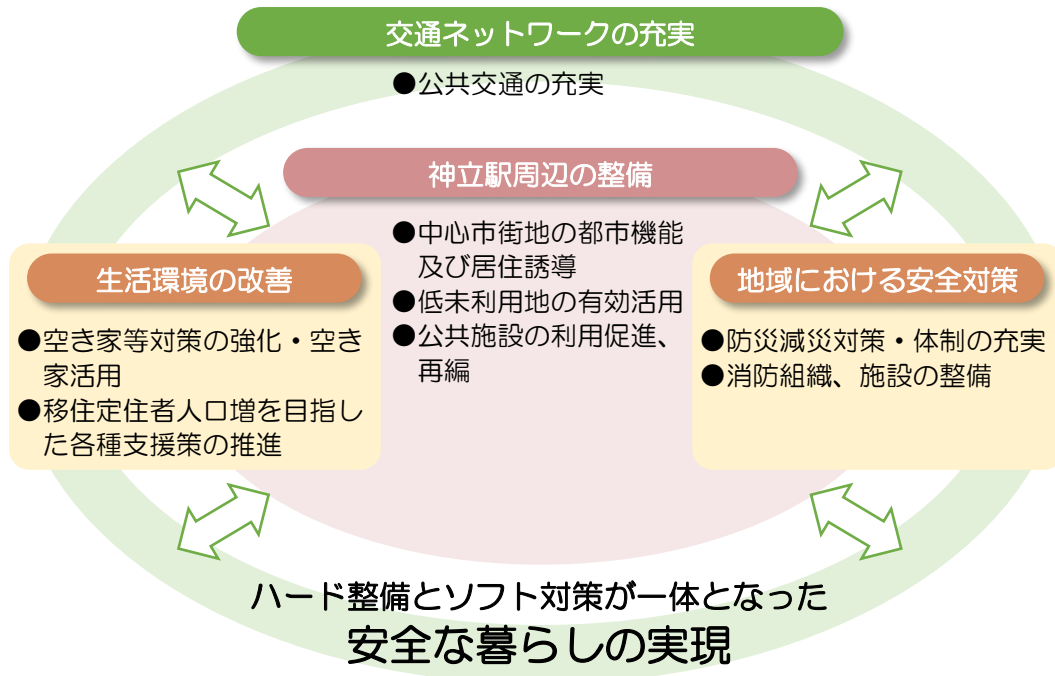 交通ネットワークの充実
●公共交通の充実
神立駅周辺の整備
●中心市街地の都市機能
及び居住誘導
●低未利用地の有効活用
●公共施設の利用促進、
再編
生活環境の改善
●空き家等対策の強化・空き
家活用
●移住定住者人口増を目指し
た各種支援策の推進
地域における安全対策
●防災減災対策・体制の充実
●消防組織、施設の整備
ハード整備とソフト対策が一体となった
安全な暮らしの実現